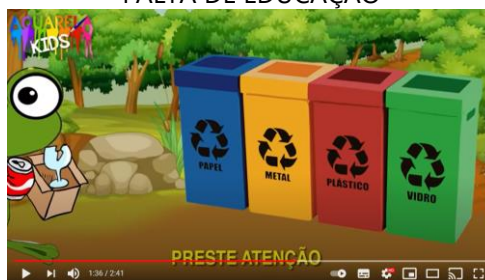 FALTA DE EDUCAÇÃO
AQUARELA
KIDS
PAPEL
METAL
PLÁSTICO
VIDRO
PRESTE ATENÇÃO
1:36 / 2:41